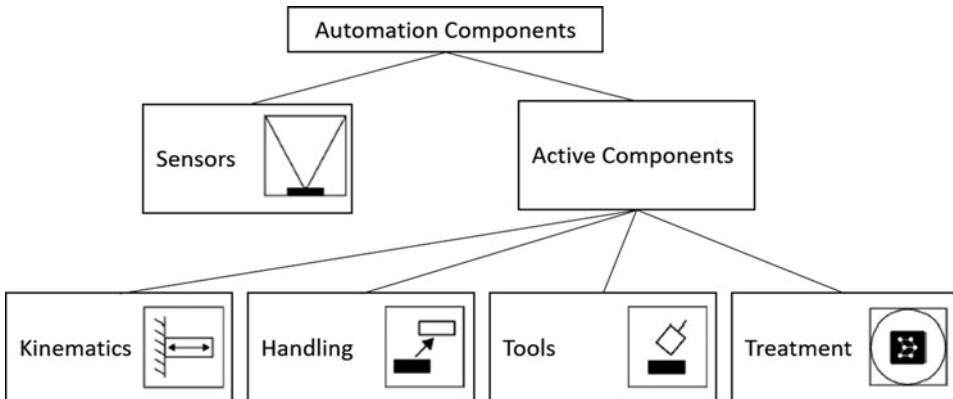 Automation Components
Sensors
Active Components
Kinematics
Handling
Tools
Treatment